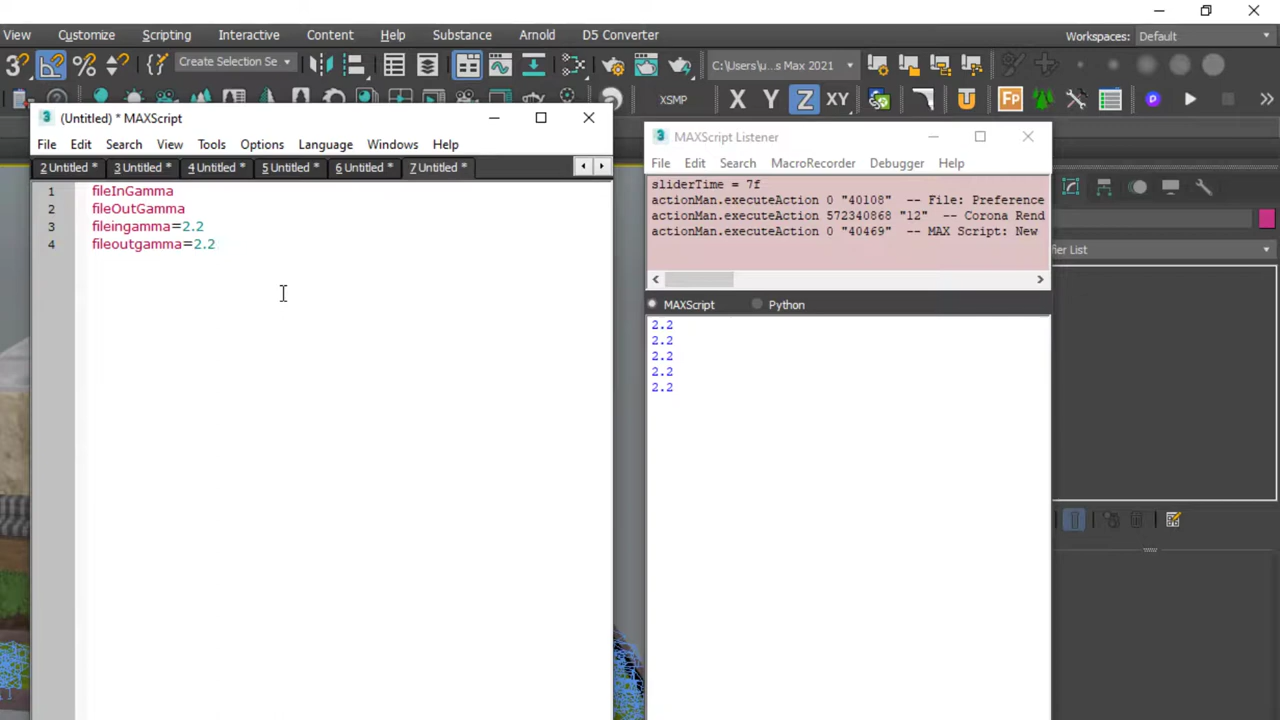 View Customize Scripting Interactive Content Help Substance Arnold D5 Converter Workspaces: Default
3 % Create Selection Se C:\Users\u...s Max 2021
XSMP X Y Z XY Fp
3 (Untitled) * MAXScript
File Edit Search View Tools Options Language Windows Help
2 Untitled * 3 Untitled * 4 Untitled * 5 Untitled * 6 Untitled * 7 Untitled *
1 fileInGamma
2 fileOutGamma
3 fileingamma=2.2
4 fileoutgamma=2.2
3 MAXScript Listener
File Edit Search MacroRecorder Debugger Help
sliderTime = 7f
actionMan.executeAction 0 "40108" -- File: Preference
actionMan.executeAction 572340868 "12" -- Corona Rend
actionMan.executeAction 0 "40469" -- MAX Script: New
MAXScript Python
2.2
2.2
2.2
2.2
2.2
fier List